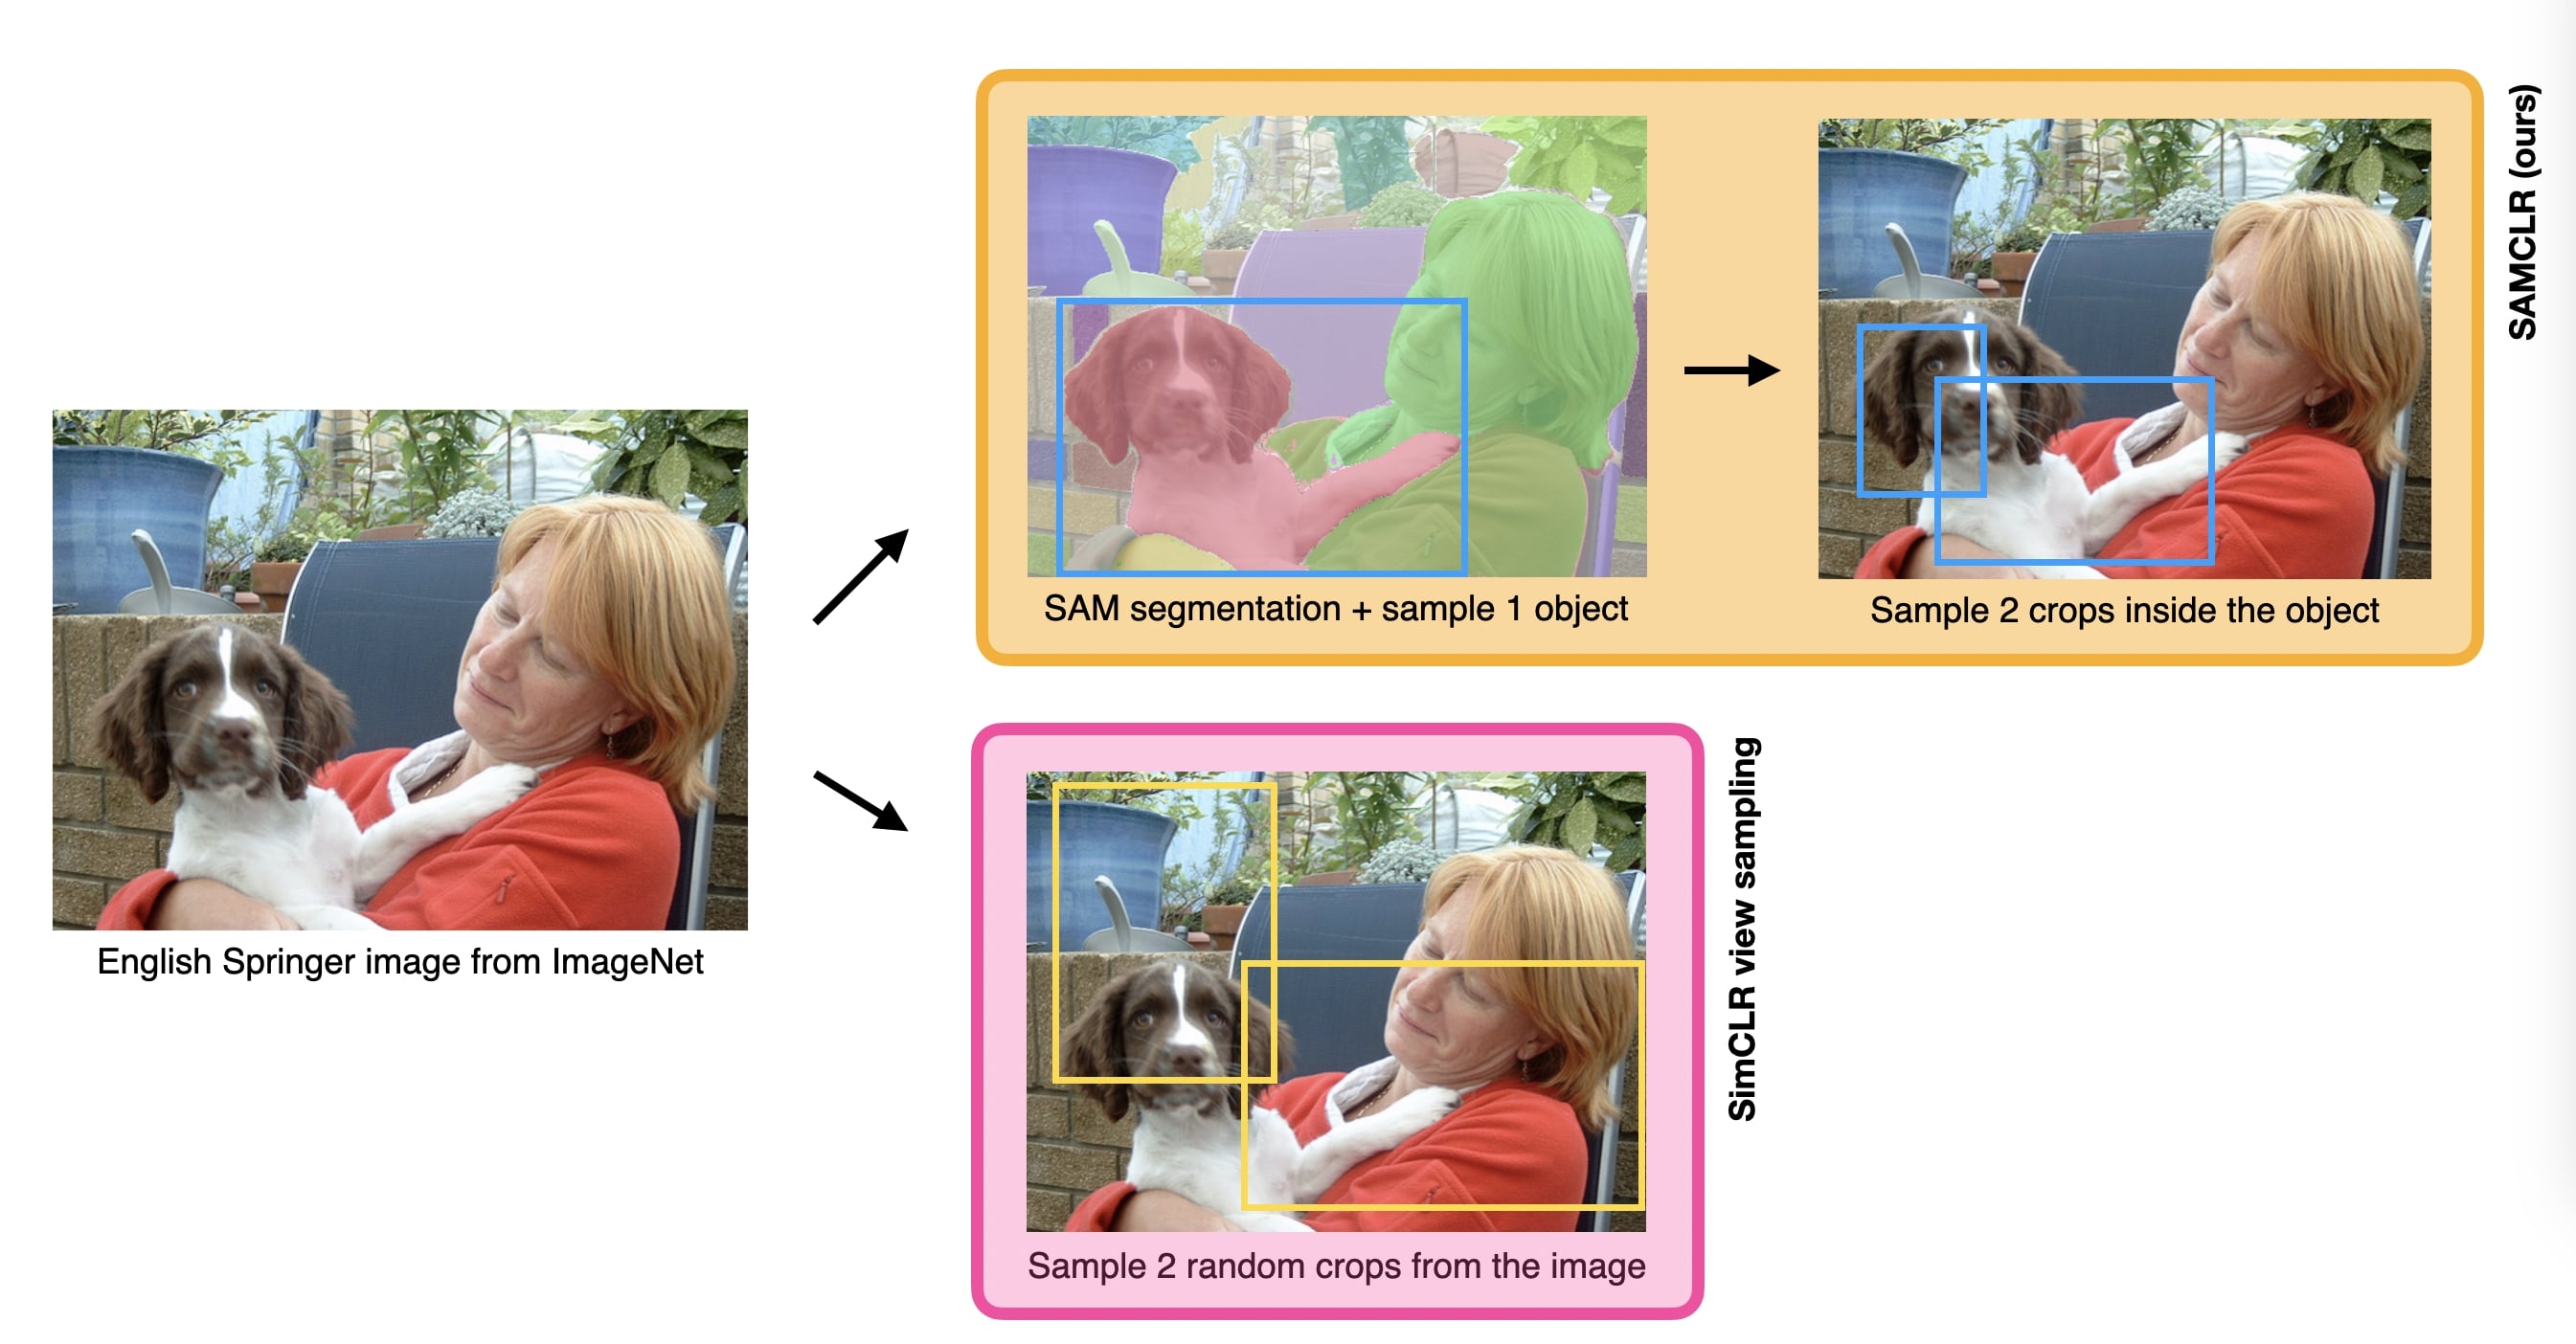 SAMCLR (ours)
SAM segmentation + sample 1 object
Sample 2 crops inside the object
English Springer image from ImageNet
SimCLR view sampling
Sample 2 random crops from the image